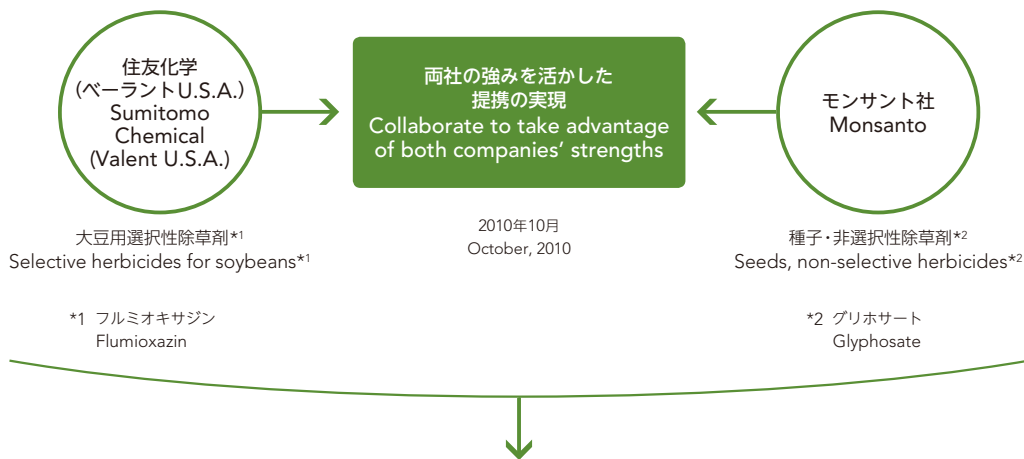 住友化学
（ベーラントU.S.A.）
Sumitomo
Chemical
(Valent U.S.A.)
大豆用選択性除草剤*1
Selective herbicides for soybeans*1
*1 フルミオキサジン
Flumioxazin
両社の強みを活かした
提携の実現
Collaborate to take advantage
of both companies’ strengths
2010年10月
October, 2010
モンサント社
Monsanto
種子・非選択性除草剤*2
Seeds, non-selective herbicides*2
*2 グリホサート
Glyphosate